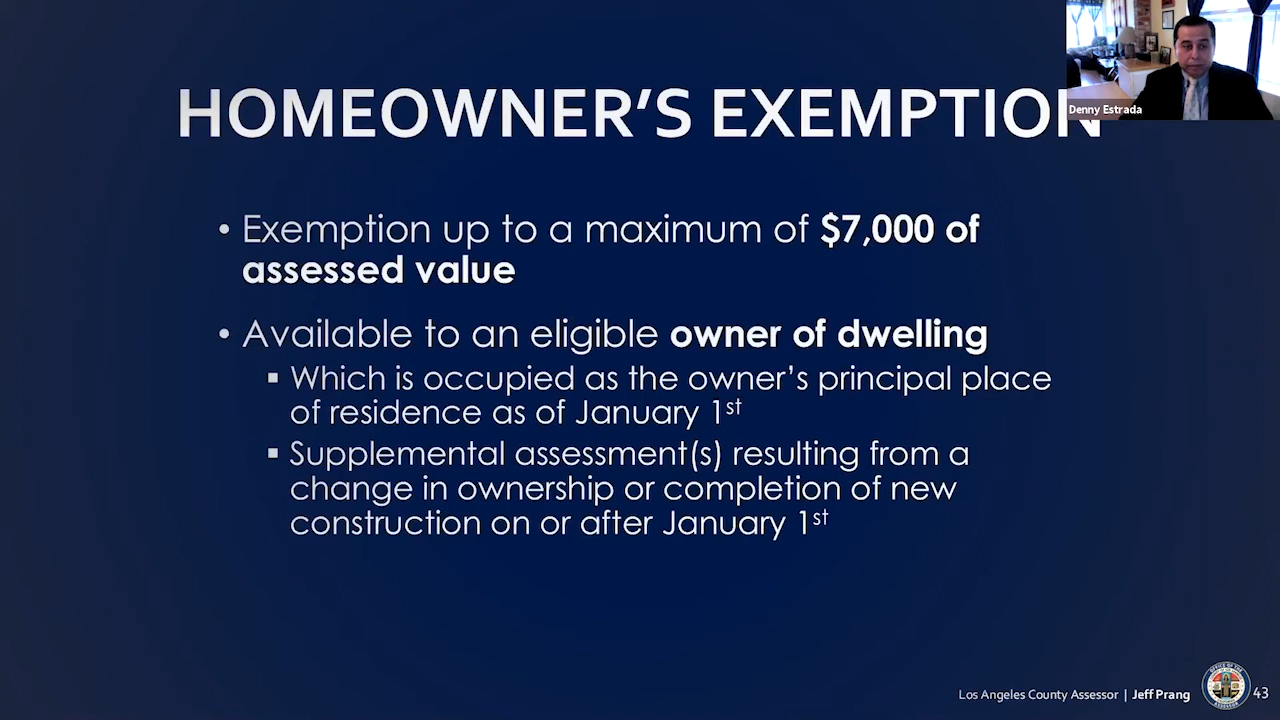 HOMEOWNER'S EXEMPTION
Denny Estrada
• Exemption up to a maximum of $7,000 of
assessed value
• Available to an eligible owner of dwelling
▪ Which is occupied as the owner's principal place
of residence as of January 1st
▪ Supplemental assessment(s) resulting from a
change in ownership or completion of new
construction on or after January 1st
Los Angeles County Assessor | Jeff Prang
43